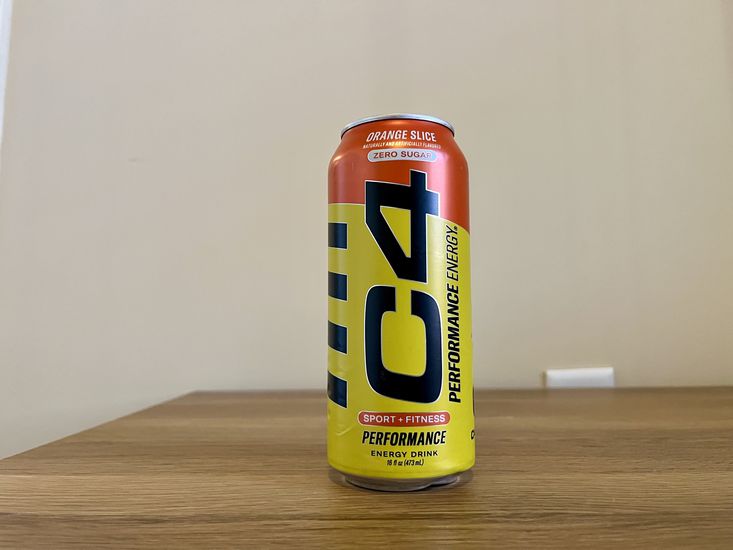 ORANGE SLICE
NATURALLY AND ARTIFICIALLY FLAVORED
ZERO SUGAR
C4
PERFORMANCE ENERGY®
SPORT + FITNESS
PERFORMANCE
ENERGY DRINK
16 fl oz (473 mL)